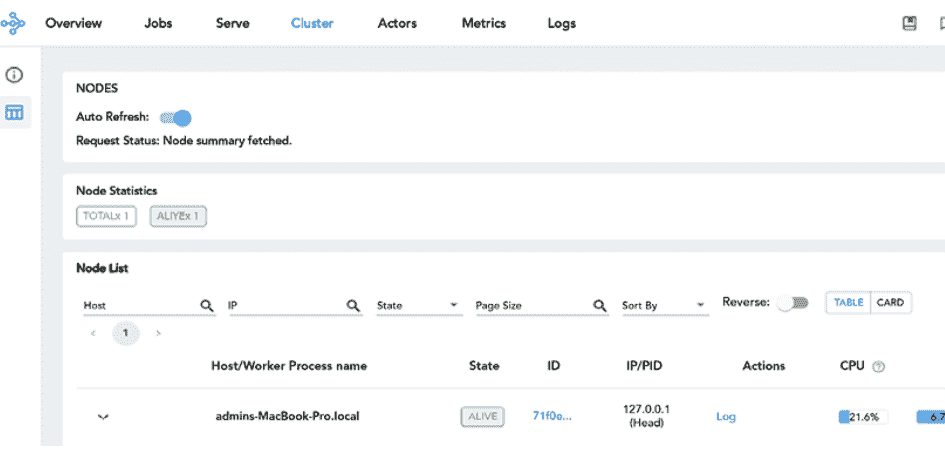 Overview Jobs Serve Cluster Actors Metrics Logs
NODES
Auto Refresh:
Request Status: Node summary fetched.
Node Statistics
TOTALx 1 ALIVEx 1
Node List
Host IP State Page Size Sort By Reverse: TABLE CARD
< 1 >
Host/Worker Process name State ID IP/PID Actions CPU ?
admins-MacBook-Pro.local ALIVE 71f0e... 127.0.0.1 (Head) Log 21.6% 6.7